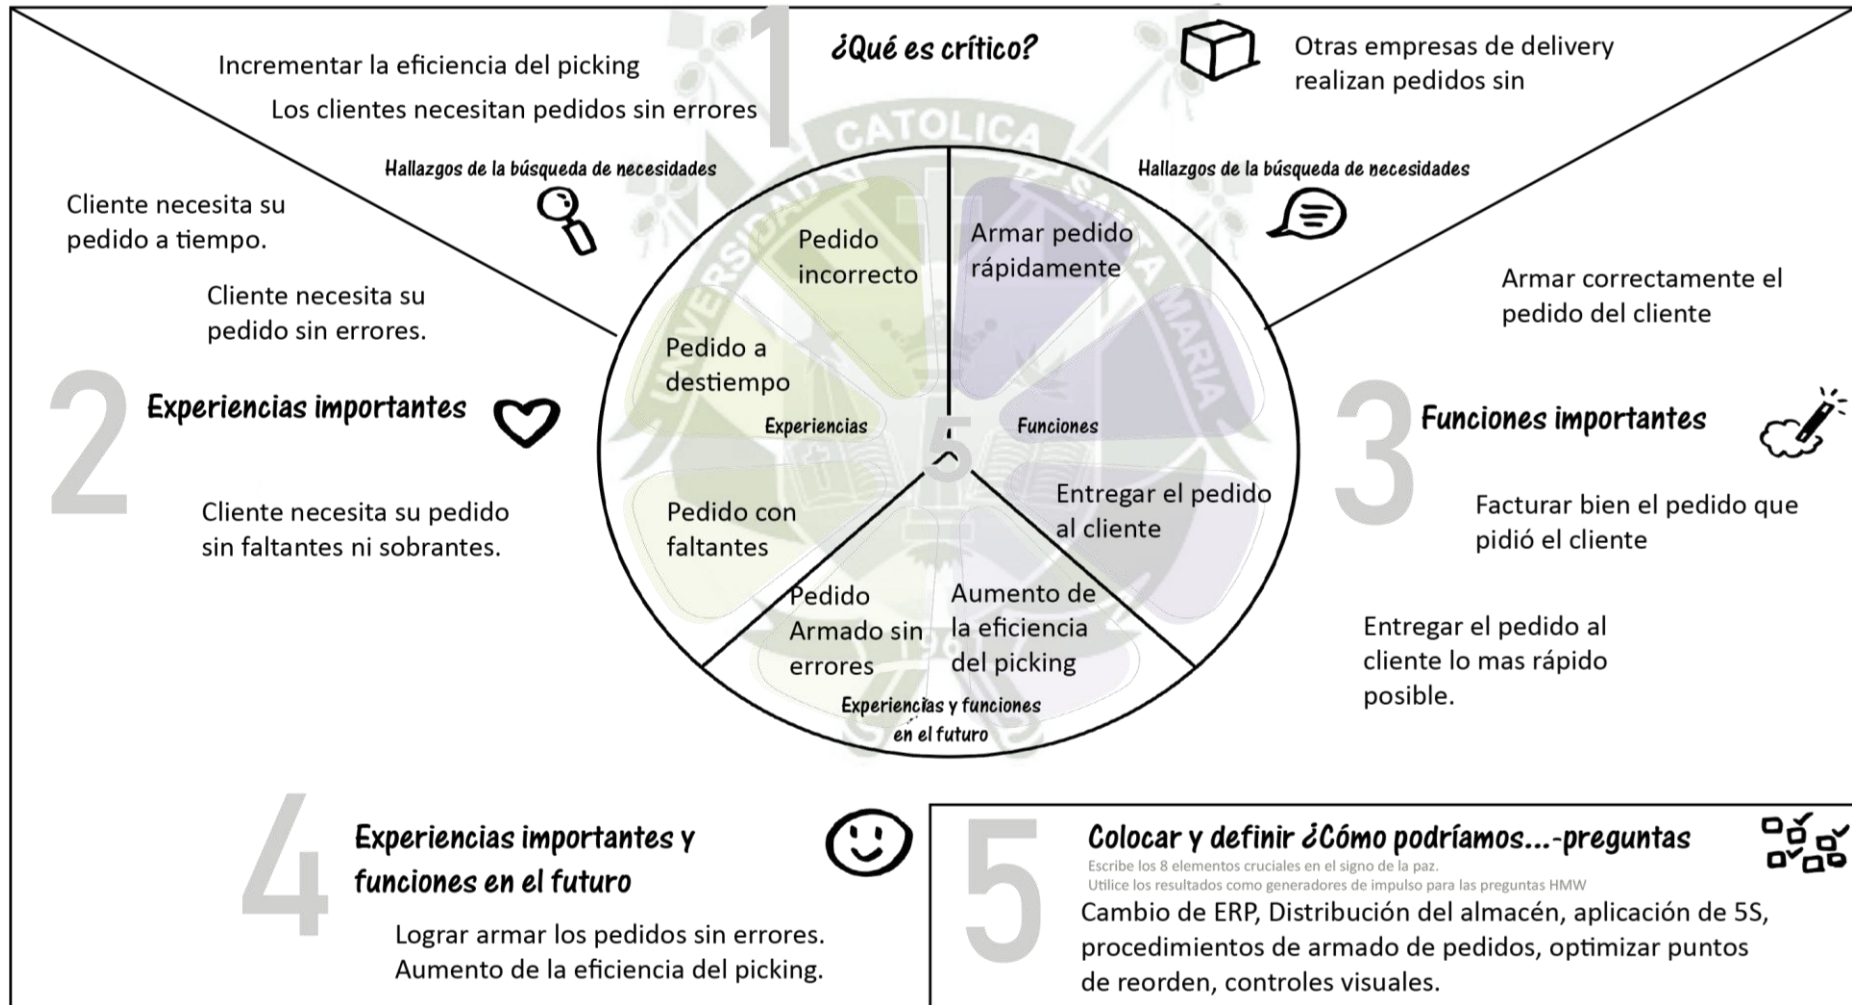 1
¿Qué es crítico?
Incrementar la eficiencia del picking
Los clientes necesitan pedidos sin errores
Hallazgos de la búsqueda de necesidades
Otras empresas de delivery
realizan pedidos sin
Hallazgos de la búsqueda de necesidades
Cliente necesita su
pedido a tiempo.
Cliente necesita su
pedido sin errores.
2
Experiencias importantes
Cliente necesita su pedido
sin faltantes ni sobrantes.
UNIVERSIDAD CATOLICA SANTA MARIA
Pedido
incorrecto
Pedido a
destiempo
Experiencias
Pedido con
faltantes
Armar pedido
rápidamente
Funciones
5
Entregar el pedido
al cliente
Pedido
Armado sin
errores
Aumento de
la eficiencia
del picking
1961
Experiencias y funciones
en el futuro
Armar correctamente el
pedido del cliente
3
Funciones importantes
Facturar bien el pedido que
pidió el cliente
Entregar el pedido al
cliente lo mas rápido
posible.
4
Experiencias importantes y
funciones en el futuro
Lograr armar los pedidos sin errores.
Aumento de la eficiencia del picking.
5
Colocar y definir ¿Cómo podríamos...-preguntas
Escribe los 8 elementos cruciales en el signo de la paz.
Utilice los resultados como generadores de impulso para las preguntas HMW
Cambio de ERP, Distribución del almacén, aplicación de 5S,
procedimientos de armado de pedidos, optimizar puntos
de reorden, controles visuales.